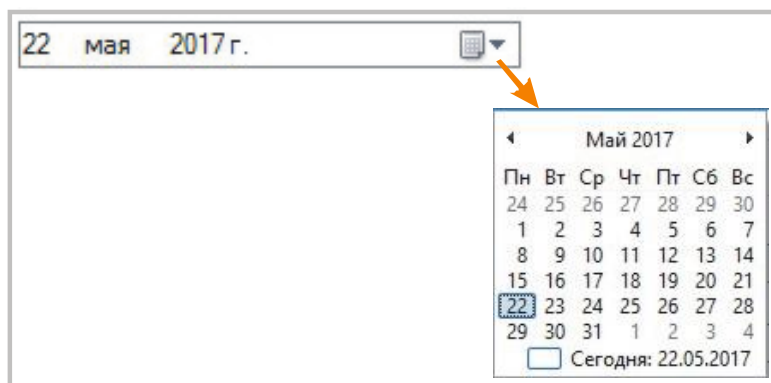 22 мая 2017 г.
Май 2017
Пн Вт Ср Чт Пт Сб Вс
24 25 26 27 28 29 30
1 2 3 4 5 6 7
8 9 10 11 12 13 14
15 16 17 18 19 20 21
22 23 24 25 26 27 28
29 30 31 1 2 3 4
Сегодня: 22.05.2017